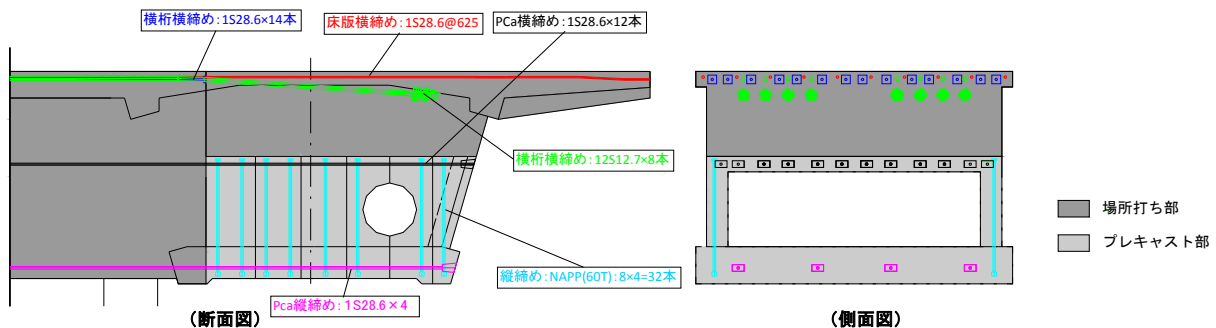 横桁横締め:1S28.6×14本
床版横締め:1S28.6@625
PCa横締め:1S28.6×12本
横桁横締め:12S12.7×8本
場所打ち部
プレキャスト部
縦締め:NAPP(60T):8×4=32本
Pca縦締め:1S28.6×4
(断面図)
(側面図)